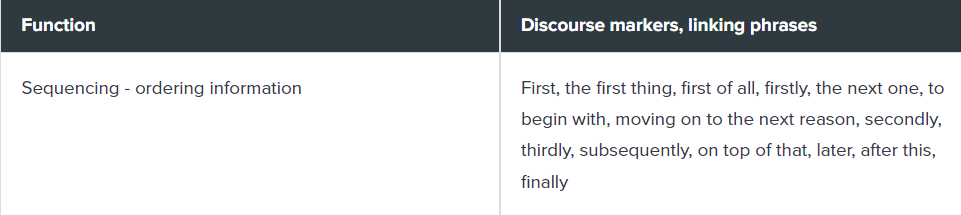 Function
Discourse markers, linking phrases
Sequencing - ordering information
First, the first thing, first of all, firstly, the next one, to
begin with, moving on to the next reason, secondly,
thirdly, subsequently, on top of that, later, after this,
finally